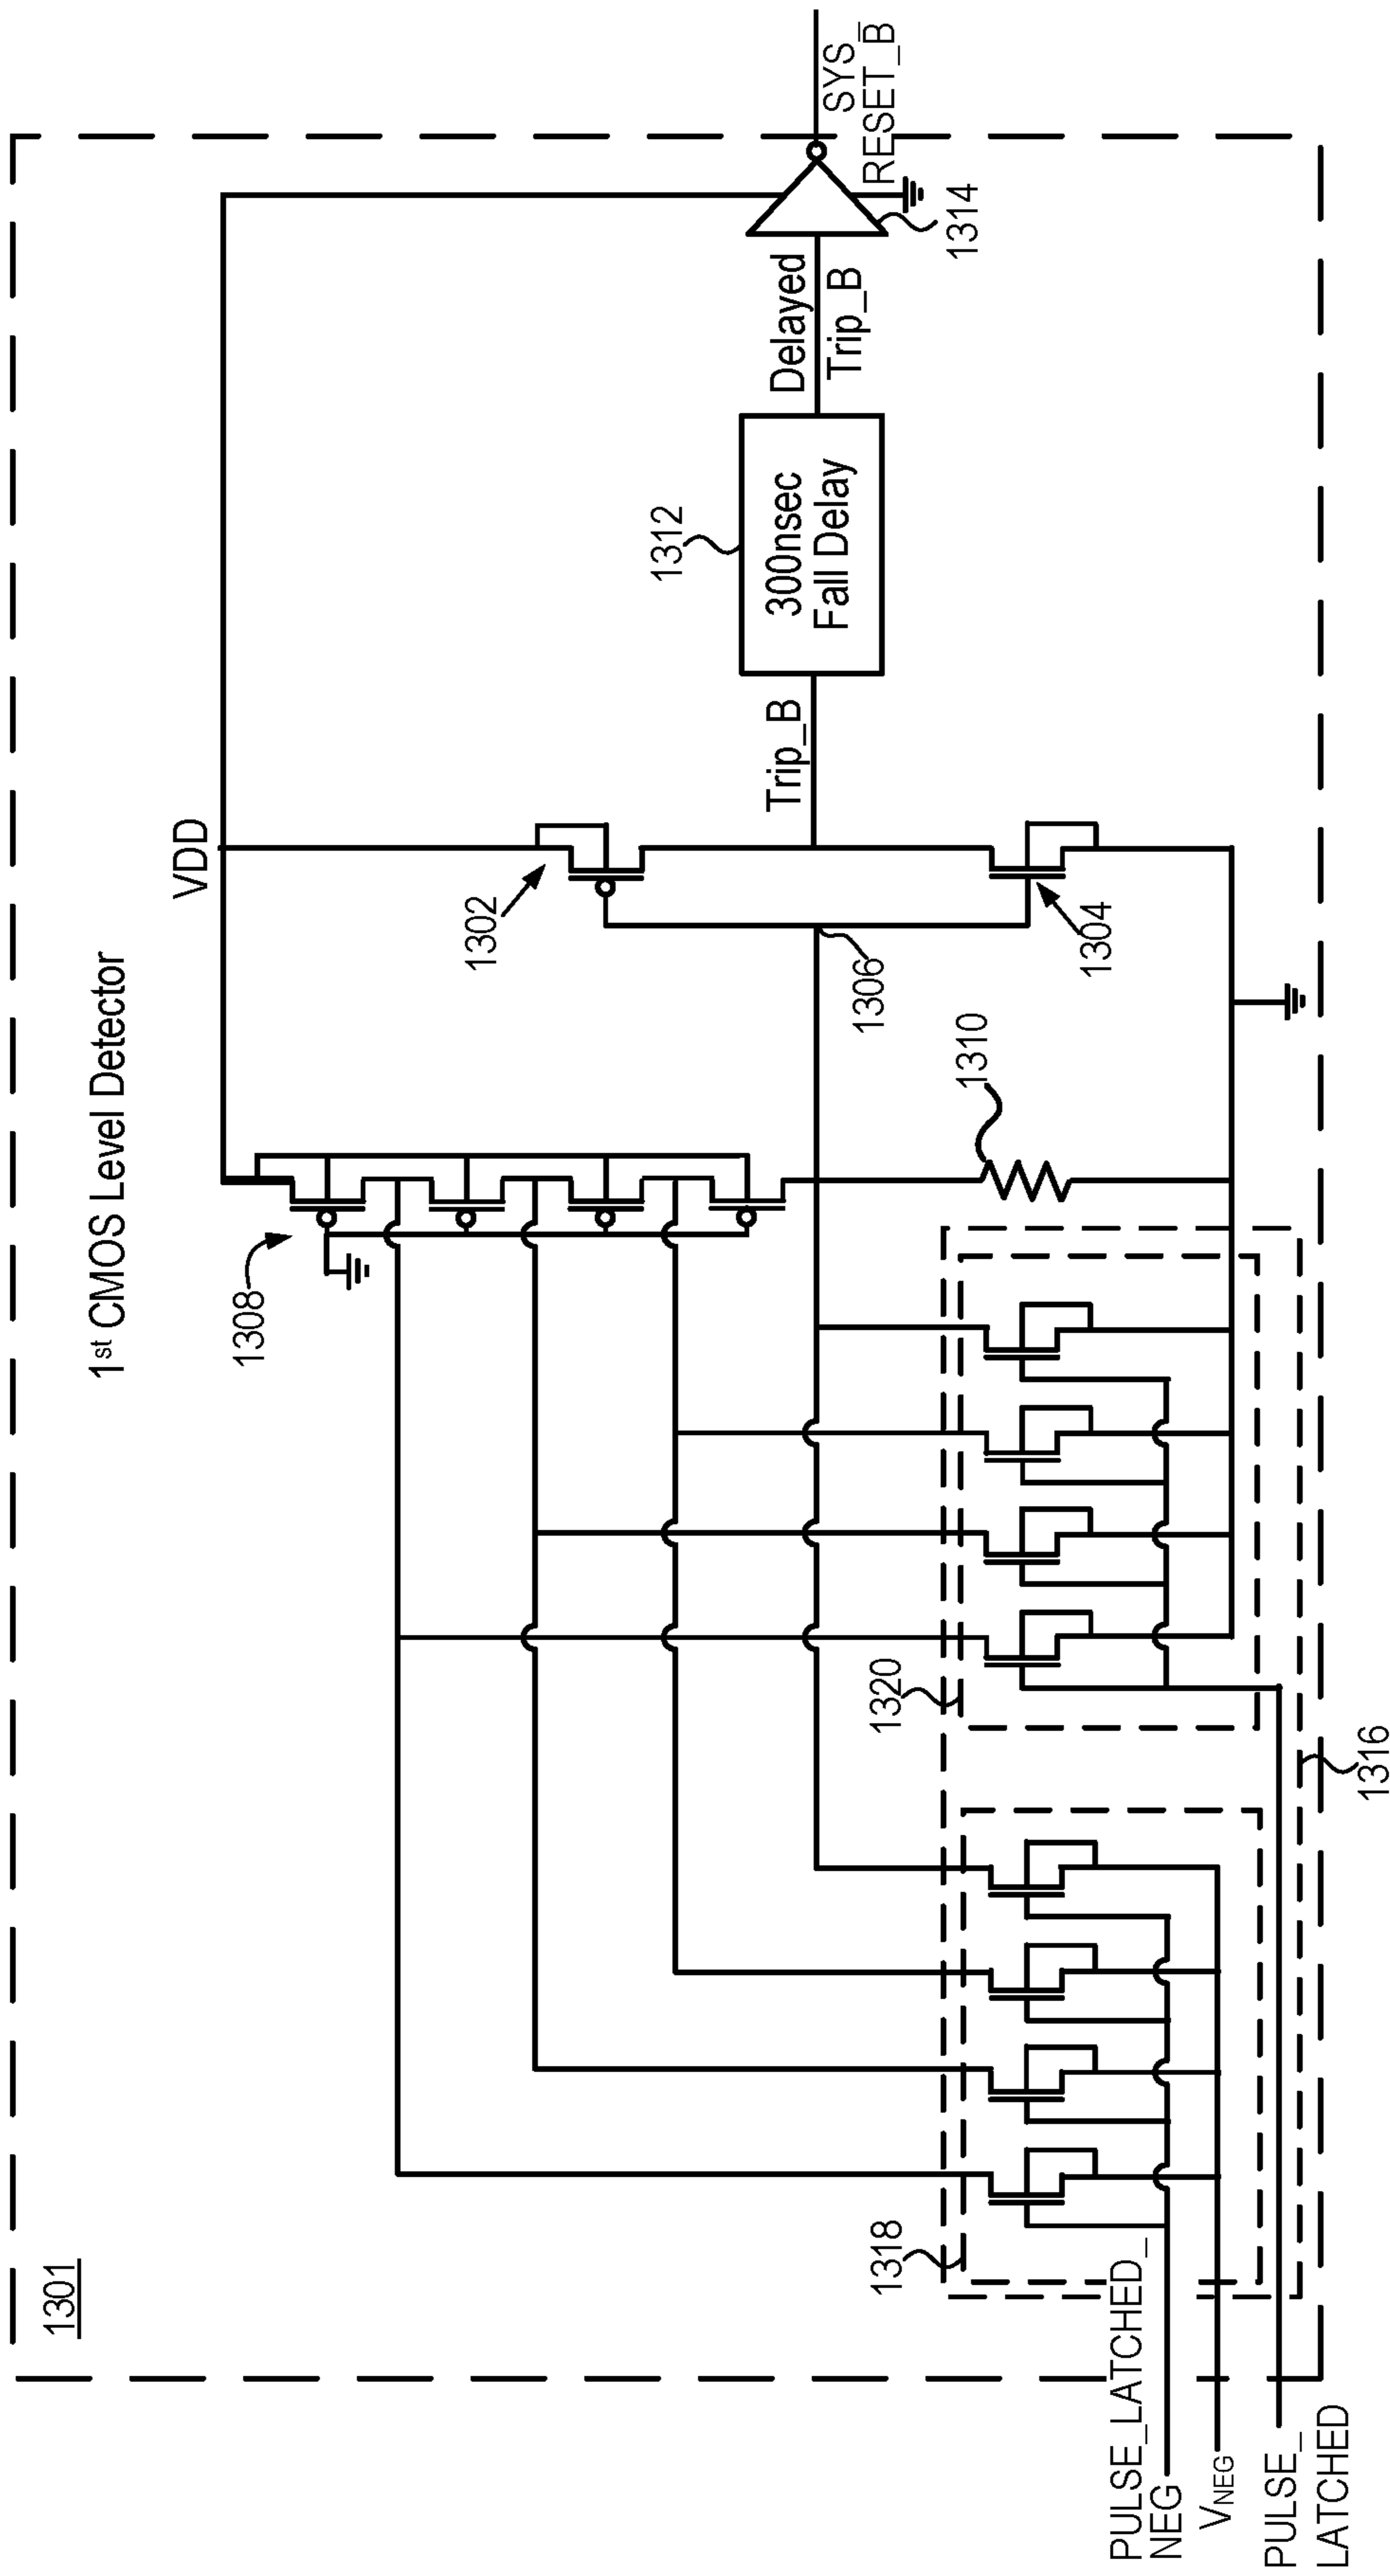 1301
1st CMOS Level Detector
VDD
1308
1302
1304
1306
1310
Trip_B
1312
300nsec
Fall Delay
Delayed
Trip_B
1314
SYS_
RESET_B
1318
1320
1316
PULSE_LATCHED_
NEG
VNEG
PULSE_
LATCHED